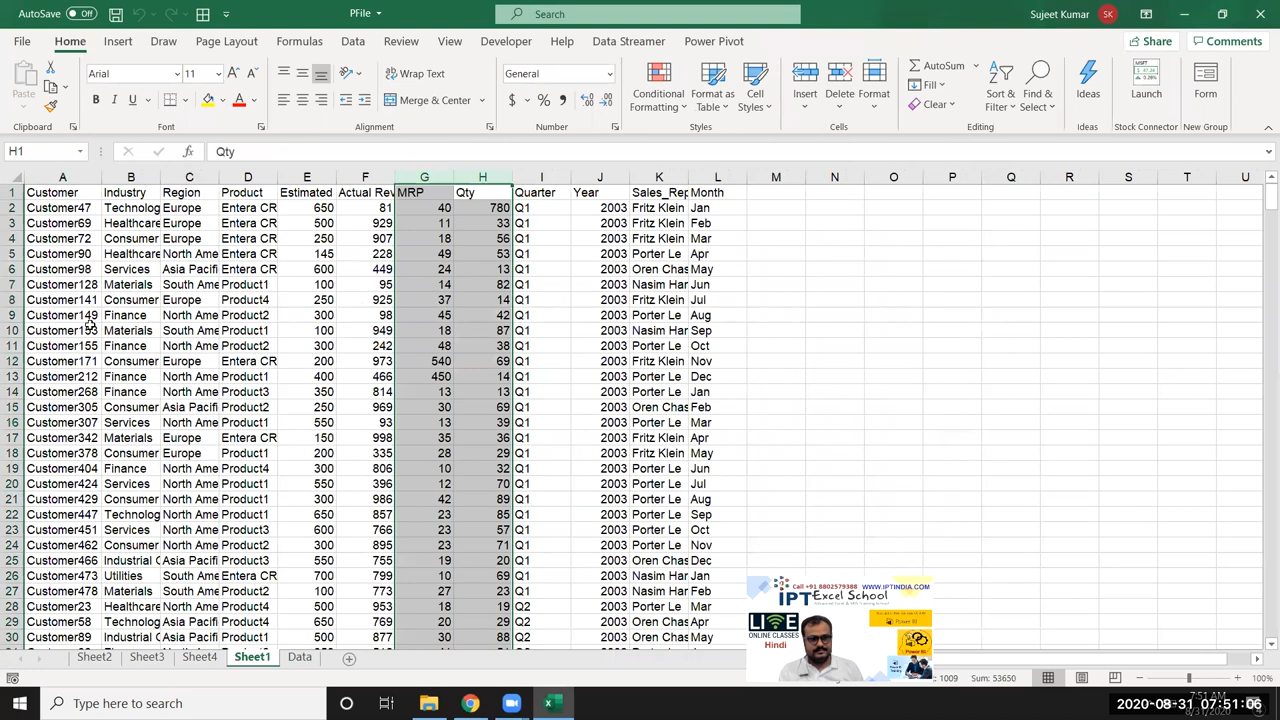 AutoSave Off PFile Search Sujeet Kumar SK
File Home Insert Draw Page Layout Formulas Data Review View Developer Help Data Streamer Power Pivot Share Comments
Paste Arial 11 Wrap Text General Conditional Formatting Format as Table Cell Styles Insert Delete Format AutoSum Fill Clear Sort & Filter Find & Select Ideas Launch Form
B I U Merge & Center $ % 9
Clipboard Font Alignment Number Styles Cells Editing Ideas Stock Connector New Group
H1 fx Qty
A B C D E F G H I J K L M N O P Q R S T U
1 Customer Industry Region Product Estimated Actual Rev MRP Qty Quarter Year Sales_Rep Month
2 Customer47 Technolog Europe Entera CR 650 81 40 780 Q1 2003 Fritz Klein Jan
3 Customer69 Healthcare Europe Entera CR 500 929 11 33 Q1 2003 Fritz Klein Feb
4 Customer72 Consumer Europe Entera CR 250 907 18 56 Q1 2003 Fritz Klein Mar
5 Customer90 Healthcare North Ame Entera CR 145 228 49 53 Q1 2003 Porter Le Apr
6 Customer98 Services Asia Pacifi Entera CR 600 449 24 13 Q1 2003 Oren Chas May
7 Customer128 Materials South Ame Product1 100 95 14 82 Q1 2003 Nasim Har Jun
8 Customer141 Consumer Europe Product4 250 925 37 14 Q1 2003 Fritz Klein Jul
9 Customer149 Finance North Ame Product2 300 98 45 42 Q1 2003 Porter Le Aug
10 Customer153 Materials South Ame Product1 100 949 18 87 Q1 2003 Nasim Har Sep
11 Customer155 Finance North Ame Product2 300 242 48 38 Q1 2003 Porter Le Oct
12 Customer171 Consumer Europe Entera CR 200 973 540 69 Q1 2003 Fritz Klein Nov
13 Customer212 Finance North Ame Product1 400 466 450 14 Q1 2003 Porter Le Dec
14 Customer268 Finance North Ame Product3 350 814 13 13 Q1 2003 Porter Le Jan
15 Customer305 Consumer Asia Pacifi Product2 250 969 30 69 Q1 2003 Oren Chas Feb
16 Customer307 Services North Ame Product1 550 93 13 39 Q1 2003 Porter Le Mar
17 Customer342 Materials Europe Entera CR 150 998 35 36 Q1 2003 Fritz Klein Apr
18 Customer378 Consumer Europe Product1 200 335 28 29 Q1 2003 Fritz Klein May
19 Customer404 Finance North Ame Product4 300 806 10 32 Q1 2003 Porter Le Jun
20 Customer424 Services North Ame Product1 550 396 12 70 Q1 2003 Porter Le Jul
21 Customer429 Consumer North Ame Product1 300 986 42 89 Q1 2003 Porter Le Aug
22 Customer447 Technolog North Ame Product1 650 857 23 85 Q1 2003 Porter Le Sep
23 Customer451 Services North Ame Product3 600 766 23 57 Q1 2003 Porter Le Oct
24 Customer462 Consumer North Ame Product2 300 895 23 71 Q1 2003 Porter Le Nov
25 Customer466 Industrial C Asia Pacifi Product3 550 755 19 20 Q1 2003 Oren Chas Dec
26 Customer473 Utilities South Ame Entera CR 700 799 10 69 Q1 2003 Nasim Har Jan
27 Customer478 Materials South Ame Product2 100 773 27 23 Q1 2003 Nasim Har Feb
28 Customer23 Healthcare North Ame Product4 500 953 18 19 Q2 2003 Porter Le Mar
29 Customer58 Technolog Asia Pacifi Product4 650 769 20 29 Q2 2003 Oren Chas Apr
30 Customer89 Industrial C Asia Pacifi Product1 500 877 30 88 Q2 2003 Oren Chas May
Call +91 8802579388 WWW.IPTINDIA.COM
IPT Excel School
LIVE
ONLINE CLASSES
Hindi
Power BI
Sheet2 Sheet3 Sheet4 Sheet1 Data
: 1009 Sum: 53650 100%
Type here to search
2020-08-31 07:51:06
7:51 AM
8/31/2020